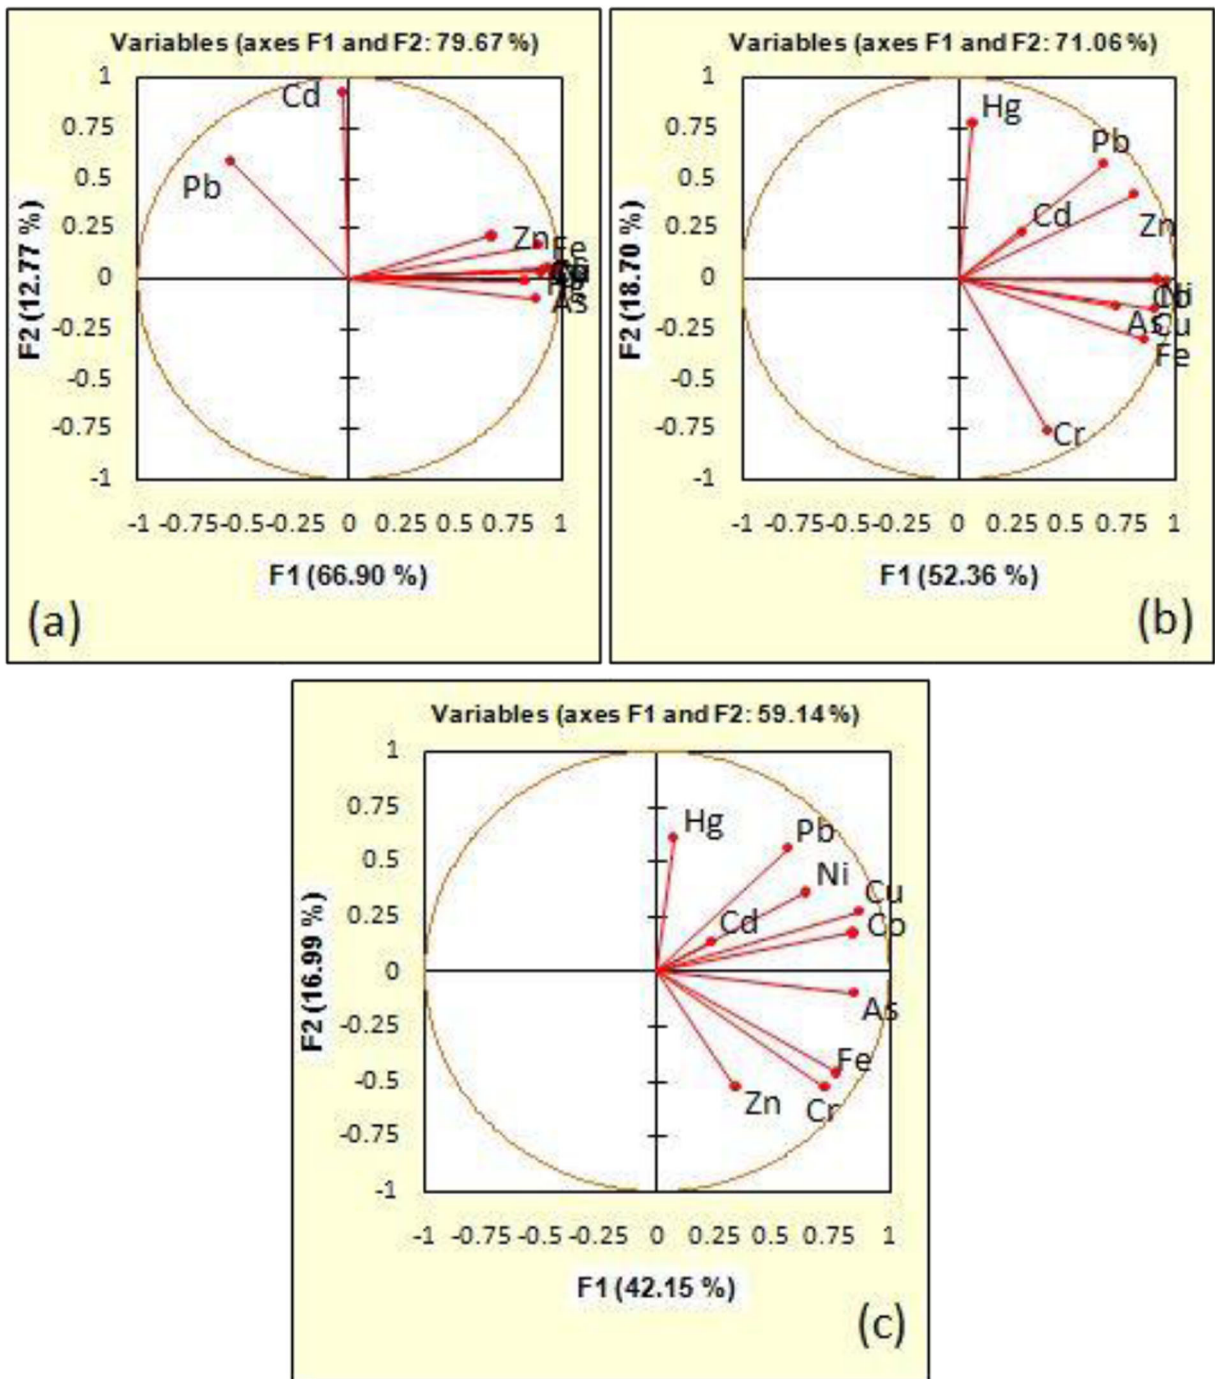 Variables (axes F1 and F2: 79.67 %)
1
0.75
0.5
0.25
0
-0.25
-0.5
-0.75
-1
F2 (12.77 %)
Cd
Pb
Zn
Fe
As
-1 -0.75 -0.5 -0.25 0 0.25 0.5 0.75 1
F1 (66.90 %)
(a)
Variables (axes F1 and F2: 71.06 %)
1
0.75
0.5
0.25
0
-0.25
-0.5
-0.75
-1
F2 (18.70 %)
Hg
Pb
Cd
Zn
Ni
Co
As
Cu
Fe
Cr
-1 -0.75 -0.5 -0.25 0 0.25 0.5 0.75 1
F1 (52.36 %)
(b)
Variables (axes F1 and F2: 59.14 %)
1
0.75
0.5
0.25
0
-0.25
-0.5
-0.75
-1
F2 (16.99 %)
Hg
Pb
Ni
Cu
Cd
Co
As
Fe
Zn
Cr
-1 -0.75 -0.5 -0.25 0 0.25 0.5 0.75 1
F1 (42.15 %)
(c)